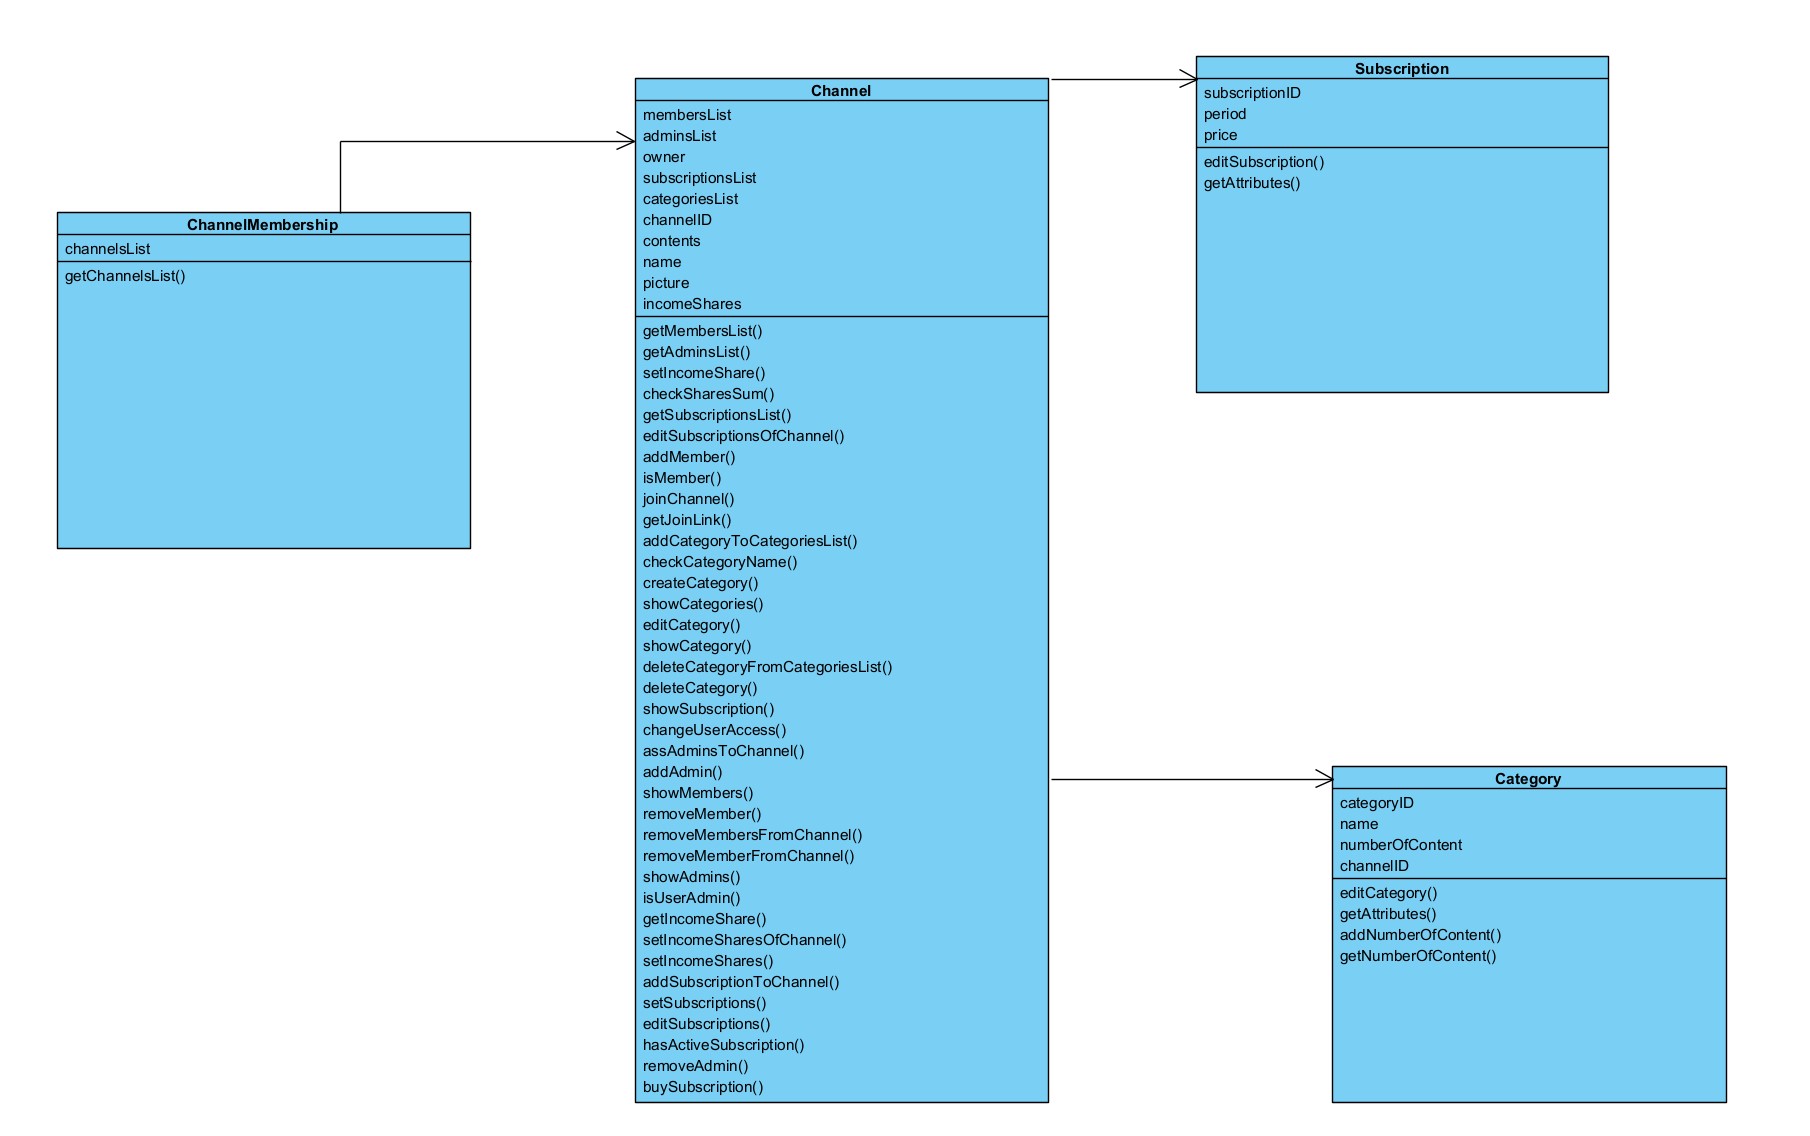 ChannelMembership
channelsList
getChannelsList()
Channel
membersList
adminsList
owner
subscriptionsList
categoriesList
channelID
contents
name
picture
incomeShares
getMembersList()
getAdminsList()
setIncomeShare()
checkSharesSum()
getSubscriptionsList()
editSubscriptionsOfChannel()
addMember()
isMember()
joinChannel()
getJoinLink()
addCategoryToCategoriesList()
checkCategoryName()
createCategory()
showCategories()
editCategory()
showCategory()
deleteCategoryFromCategoriesList()
deleteCategory()
showSubscription()
changeUserAccess()
assAdminsToChannel()
addAdmin()
showMembers()
removeMember()
removeMembersFromChannel()
removeMemberFromChannel()
showAdmins()
isUserAdmin()
getIncomeShare()
setIncomeSharesOfChannel()
setIncomeShares()
addSubscriptionToChannel()
setSubscriptions()
editSubscriptions()
hasActiveSubscription()
removeAdmin()
buySubscription()
Subscription
subscriptionID
period
price
editSubscription()
getAttributes()
Category
categoryID
name
numberOfContent
channelID
editCategory()
getAttributes()
addNumberOfContent()
getNumberOfContent()